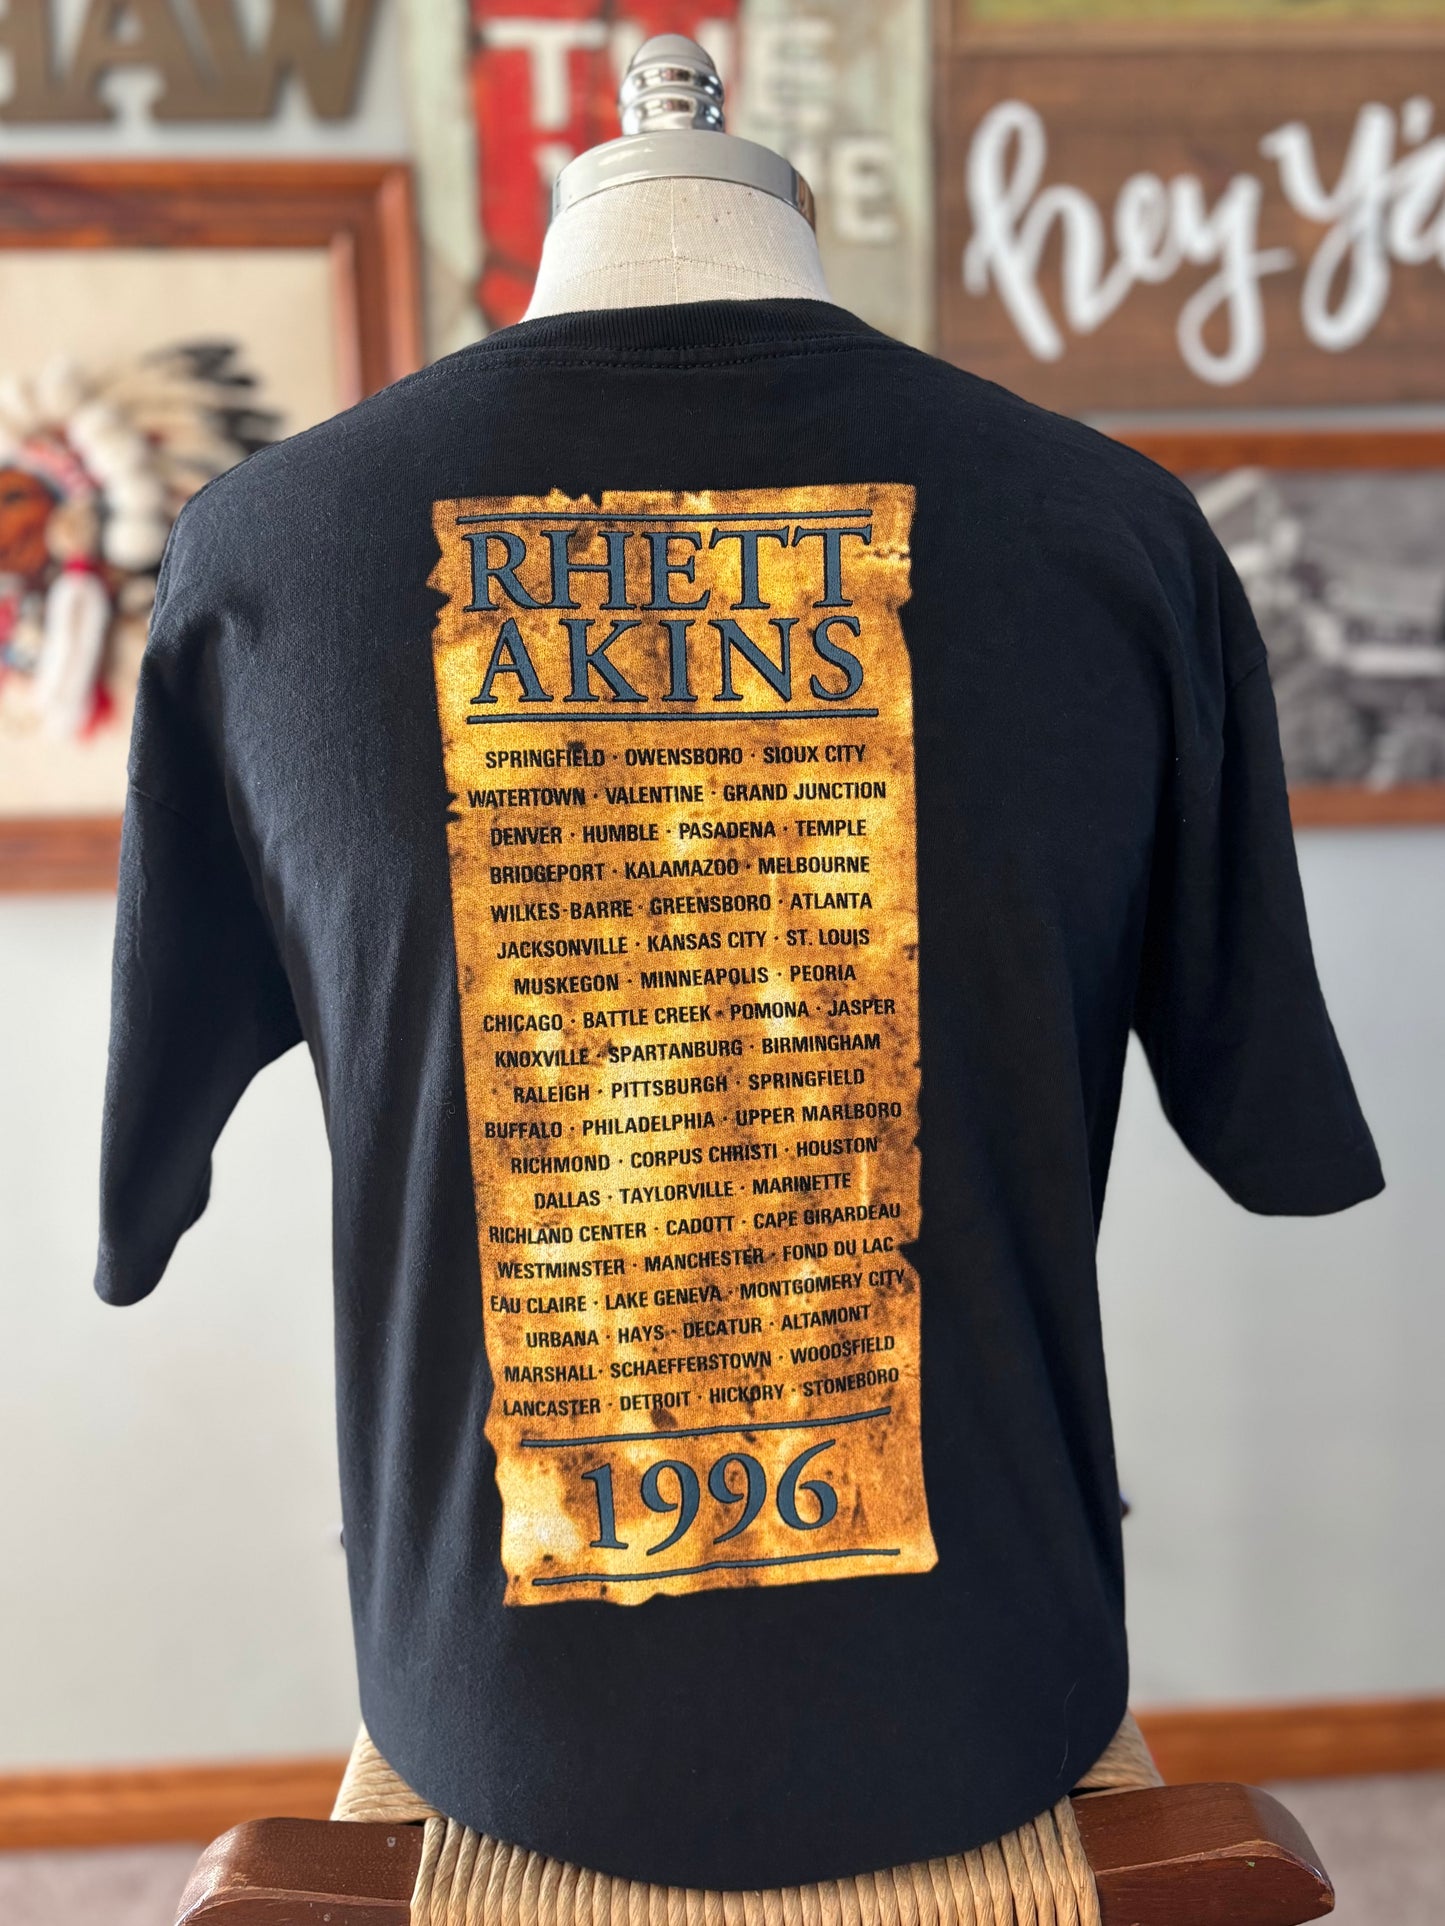 HAW
THE
hey y'a
RHETT
AKINS
SPRINGFIELD · OWENSBORO · SIOUX CITY
WATERTOWN · VALENTINE · GRAND JUNCTION
DENVER · HUMBLE · PASADENA · TEMPLE
BRIDGEPORT · KALAMAZOO · MELBOURNE
WILKES-BARRE · GREENSBORO · ATLANTA
JACKSONVILLE · KANSAS CITY · ST. LOUIS
MUSKEGON · MINNEAPOLIS · PEORIA
CHICAGO · BATTLE CREEK · POMONA · JASPER
KNOXVILLE · SPARTANBURG · BIRMINGHAM
RALEIGH · PITTSBURGH · SPRINGFIELD
BUFFALO · PHILADELPHIA · UPPER MARLBORO
RICHMOND · CORPUS CHRISTI · HOUSTON
DALLAS · TAYLORVILLE · MARINETTE
RICHLAND CENTER · CADOTT · CAPE GIRARDEAU
WESTMINSTER · MANCHESTER · FOND DU LAC
EAU CLAIRE · LAKE GENEVA · MONTGOMERY CITY
URBANA · HAYS · DECATUR · ALTAMONT
MARSHALL · SCHAEFFERSTOWN · WOODSFIELD
LANCASTER · DETROIT · HICKORY · STONEBORO
1996